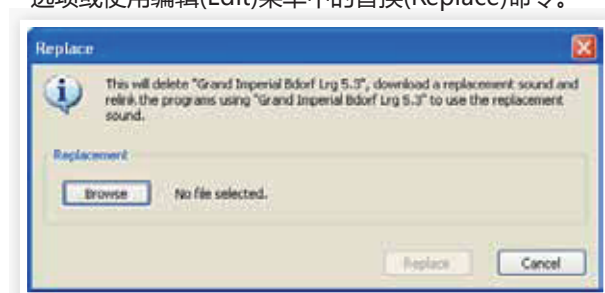 选项或使用编辑(Edit)菜单中的替换(Replace)命令。
Replace
This will delete "Grand Imperial Bdorf Lrg 5.3", download a replacement sound and
relink the programs using "Grand Imperial Bdorf Lrg 5.3" to use the replacement
sound.
Replacement
Browse No file selected.
Replace Cancel